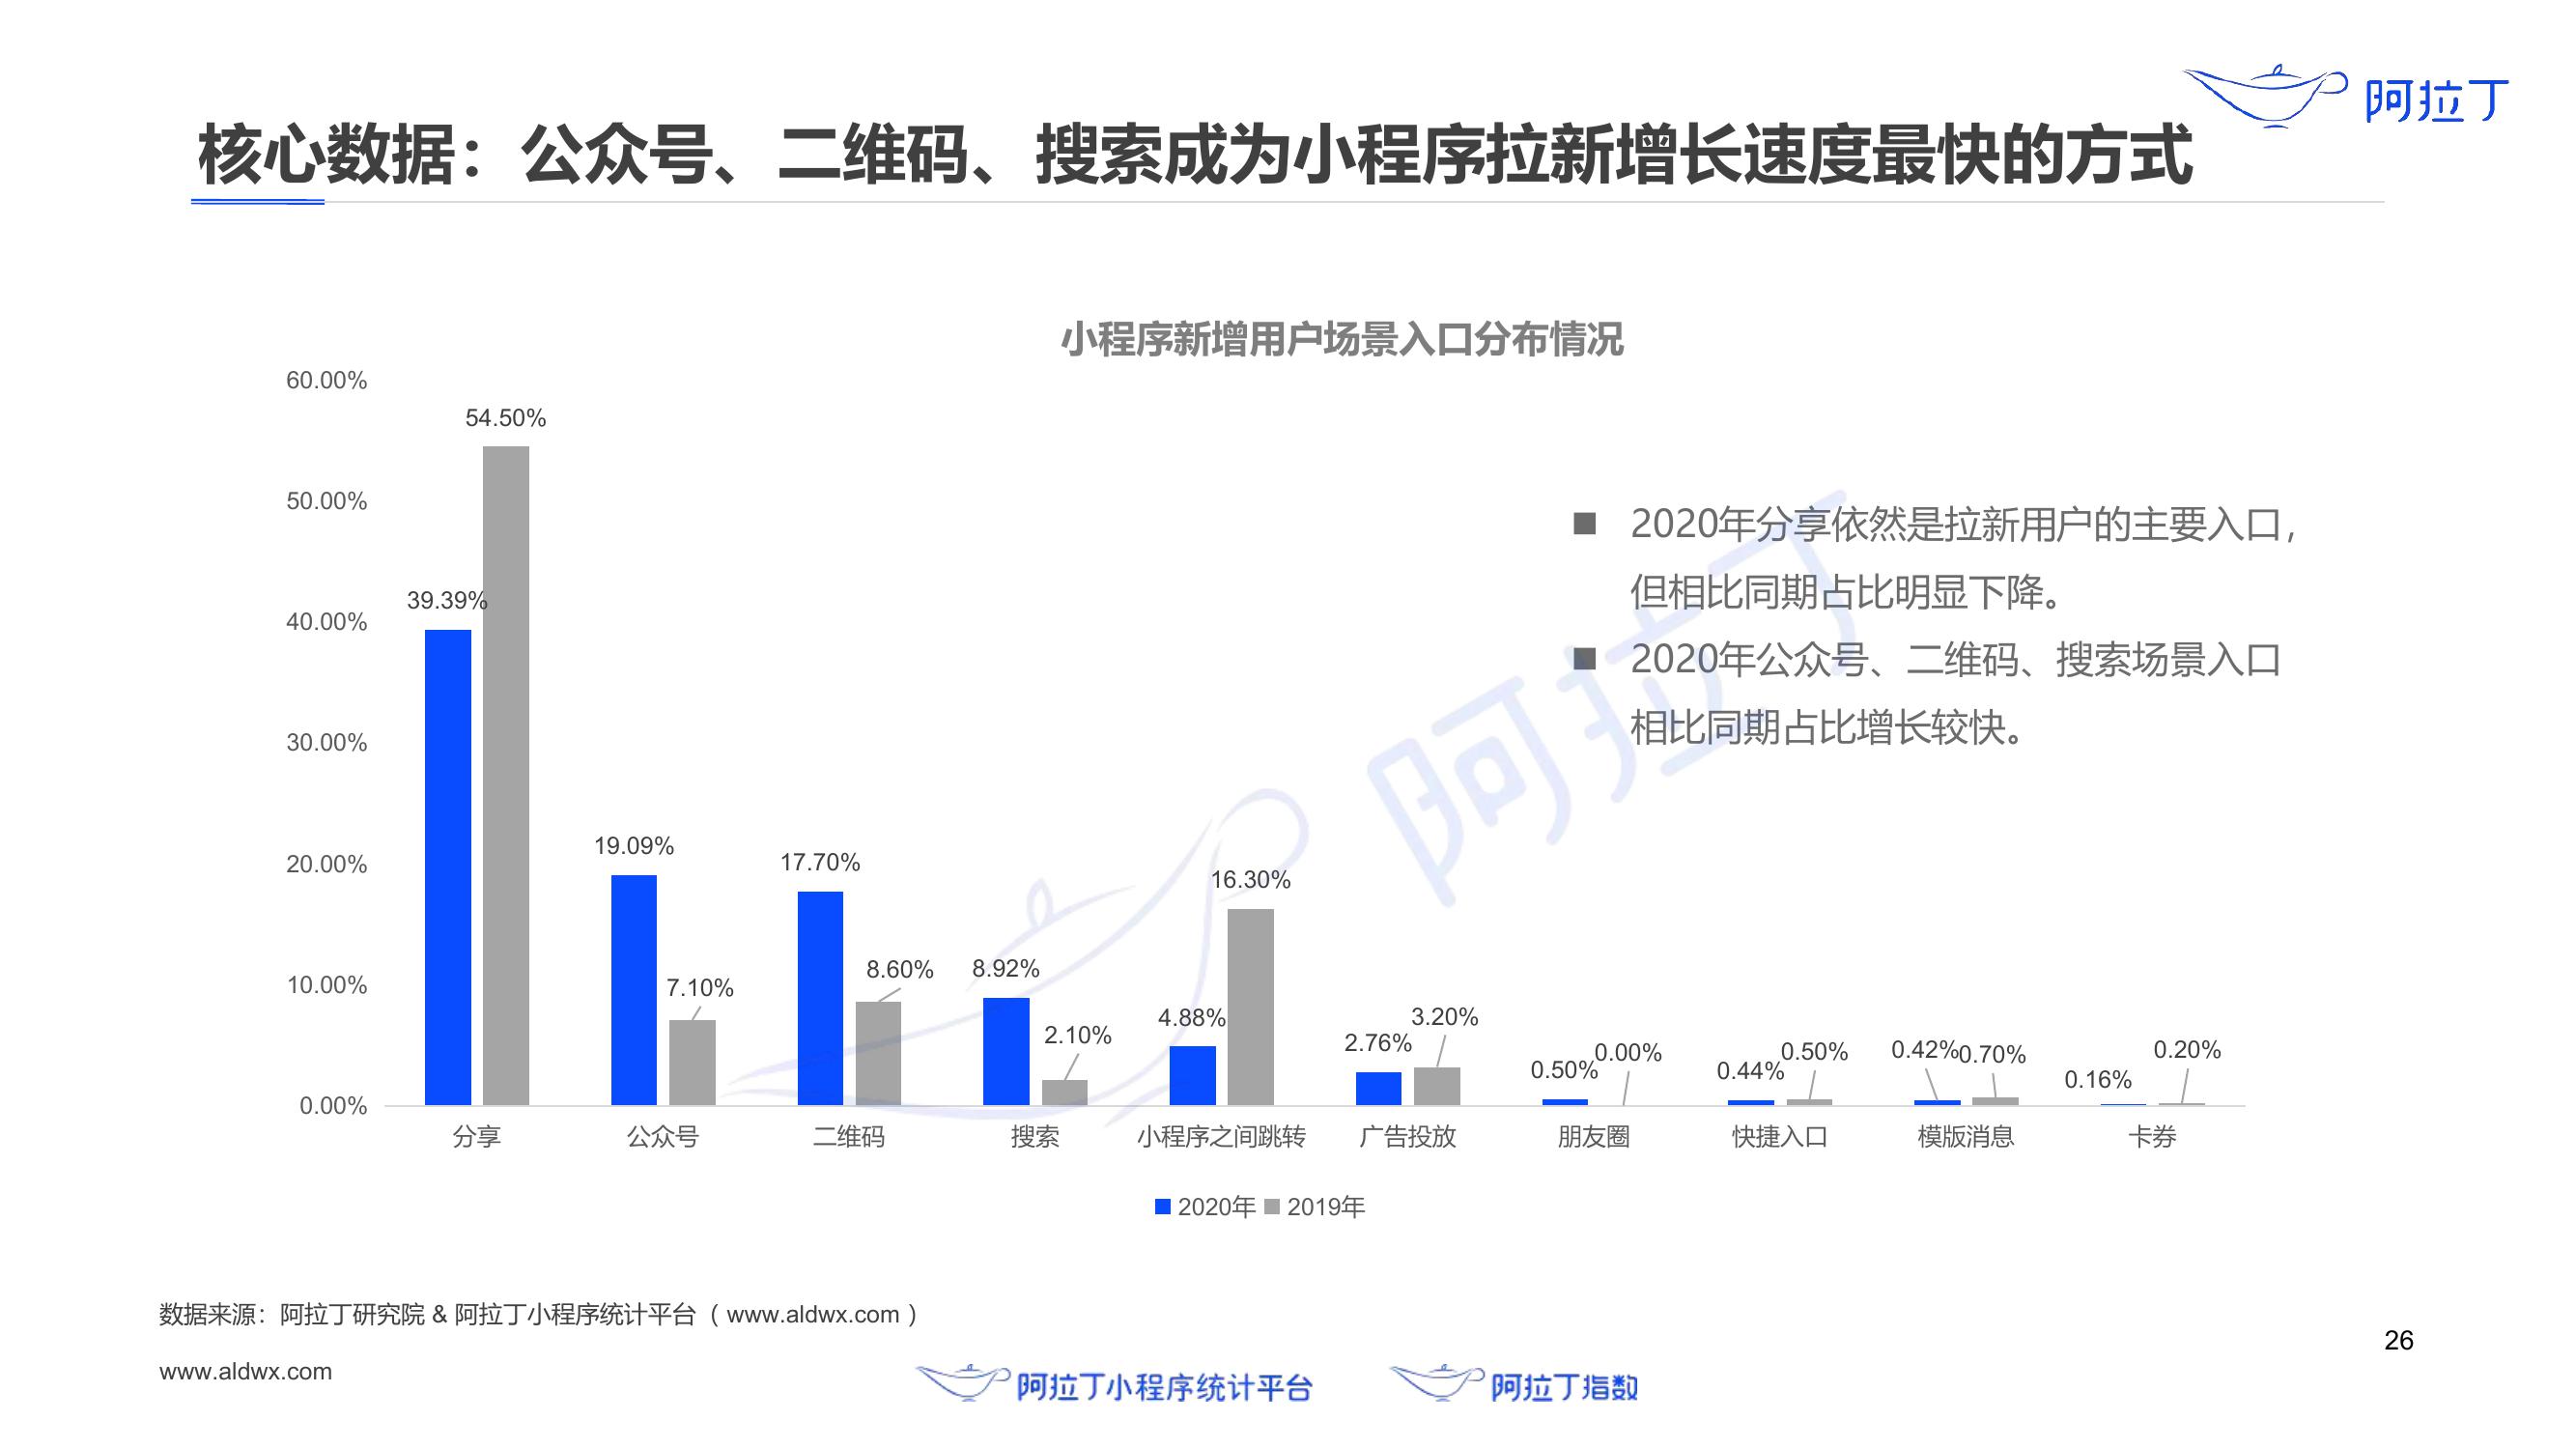 阿拉丁
核心数据：公众号、二维码、搜索成为小程序拉新增长速度最快的方式
小程序新增用户场景入口分布情况
60.00%
50.00%
40.00%
30.00%
20.00%
10.00%
0.00%
54.50%
39.39%
19.09%
7.10%
17.70%
8.60%
8.92%
2.10%
4.88%
16.30%
2.76%
3.20%
0.50%
0.00%
0.44%
0.50%
0.42%
0.70%
0.16%
0.20%
■ 2020年分享依然是拉新用户的主要入口，
但相比同期占比明显下降。
■ 2020年公众号、二维码、搜索场景入口
相比同期占比增长较快。
阿拉丁
分享 公众号 二维码 搜索 小程序之间跳转 广告投放 朋友圈 快捷入口 模版消息 卡券
2020年 2019年
数据来源：阿拉丁研究院 & 阿拉丁小程序统计平台（www.aldwx.com）
26
www.aldwx.com
阿拉丁小程序统计平台 阿拉丁指数